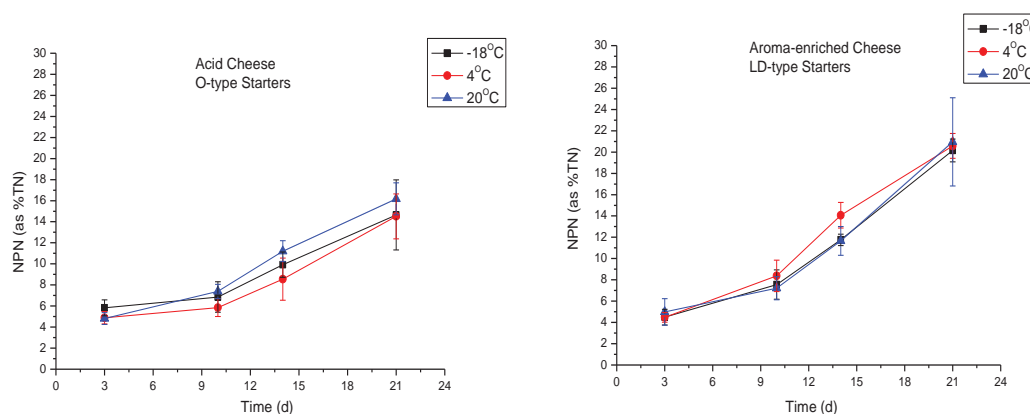 Acid Cheese
O-type Starters
-18°C
4°C
20°C
30
28
26
24
22
20
18
16
14
12
10
8
6
4
2
0
NPN (as %TN)
0 3 6 9 12 15 18 21 24
Time (d)
Aroma-enriched Cheese
LD-type Starters
-18°C
4°C
20°C
30
28
26
24
22
20
18
16
14
12
10
8
6
4
2
0
NPN (as %TN)
0 3 6 9 12 15 18 21 24
Time (d)